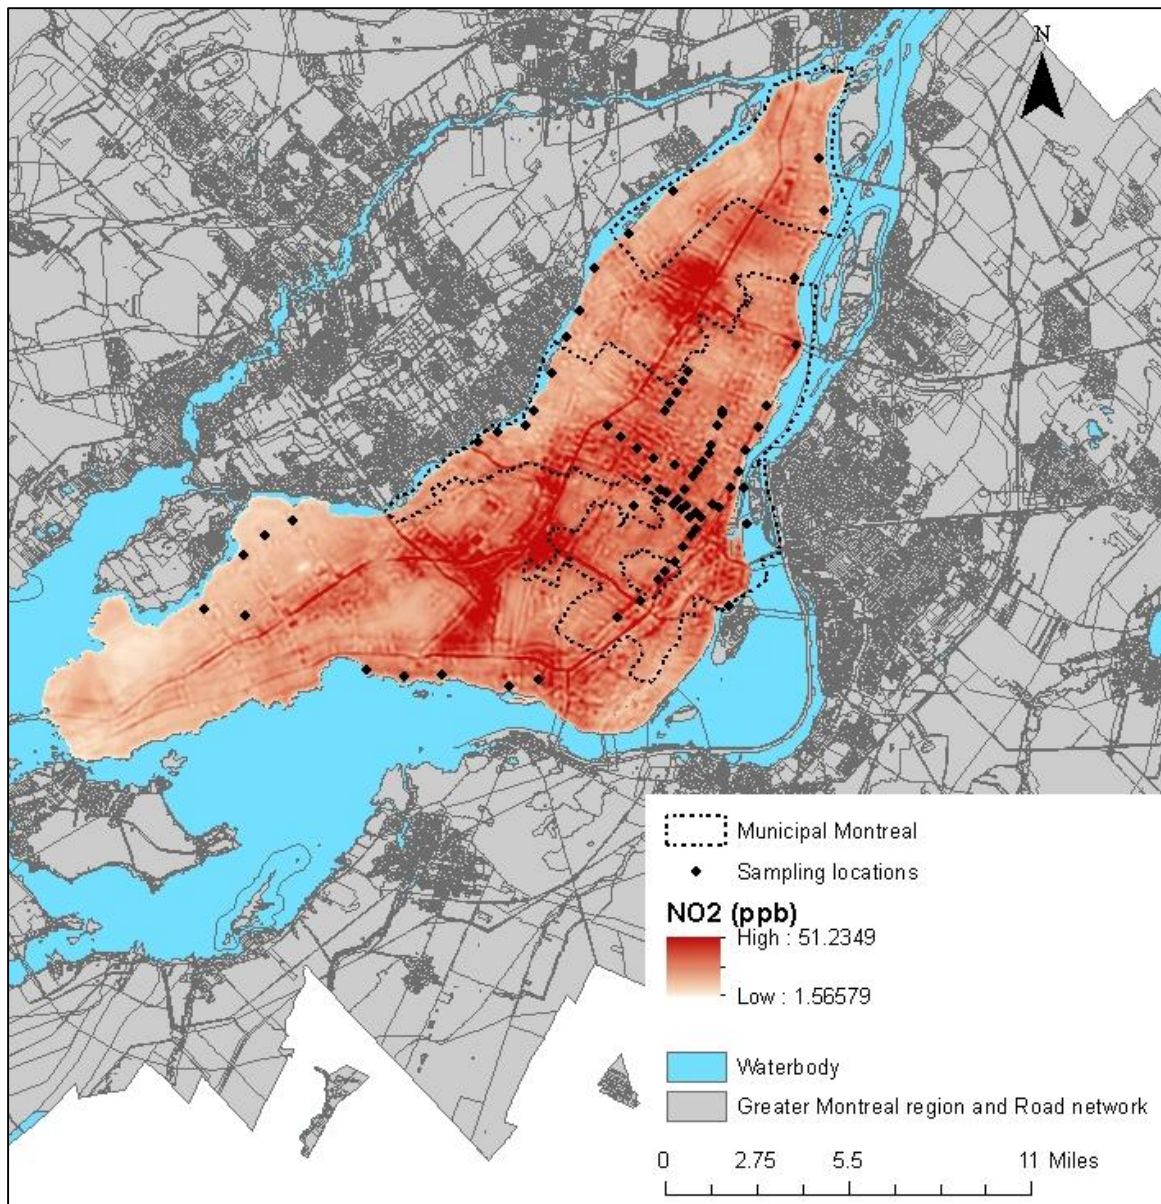 N
Municipal Montreal
Sampling locations
NO2 (ppb)
High : 51.2349
Low : 1.56579
Waterbody
Greater Montreal region and Road network
0 2.75 5.5 11 Miles